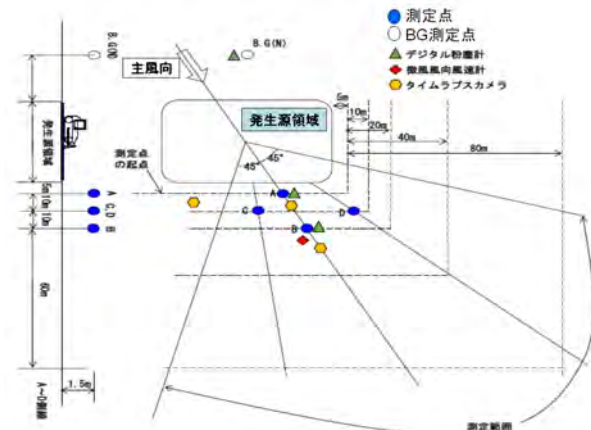 測定点
BG測定点
デジタル粉塵計
微風風向風速計
タイムラプスカメラ
B.G(N)
B.G(N)
主風向
発生源領域
発生源領域
5m
10m
20m
40m
80m
測定点
の起点
45°
45°
5m
10m
10m
60m
A
C,D
B
A
C
D
B
1.5m
A~D側線
測定範囲